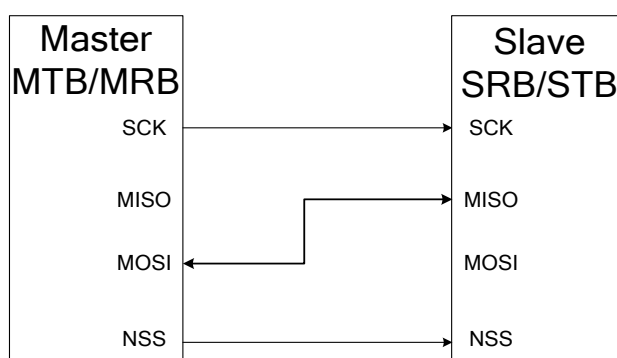 Master
MTB/MRB
SCK
MISO
MOSI
NSS
Slave
SRB/STB
SCK
MISO
MOSI
NSS